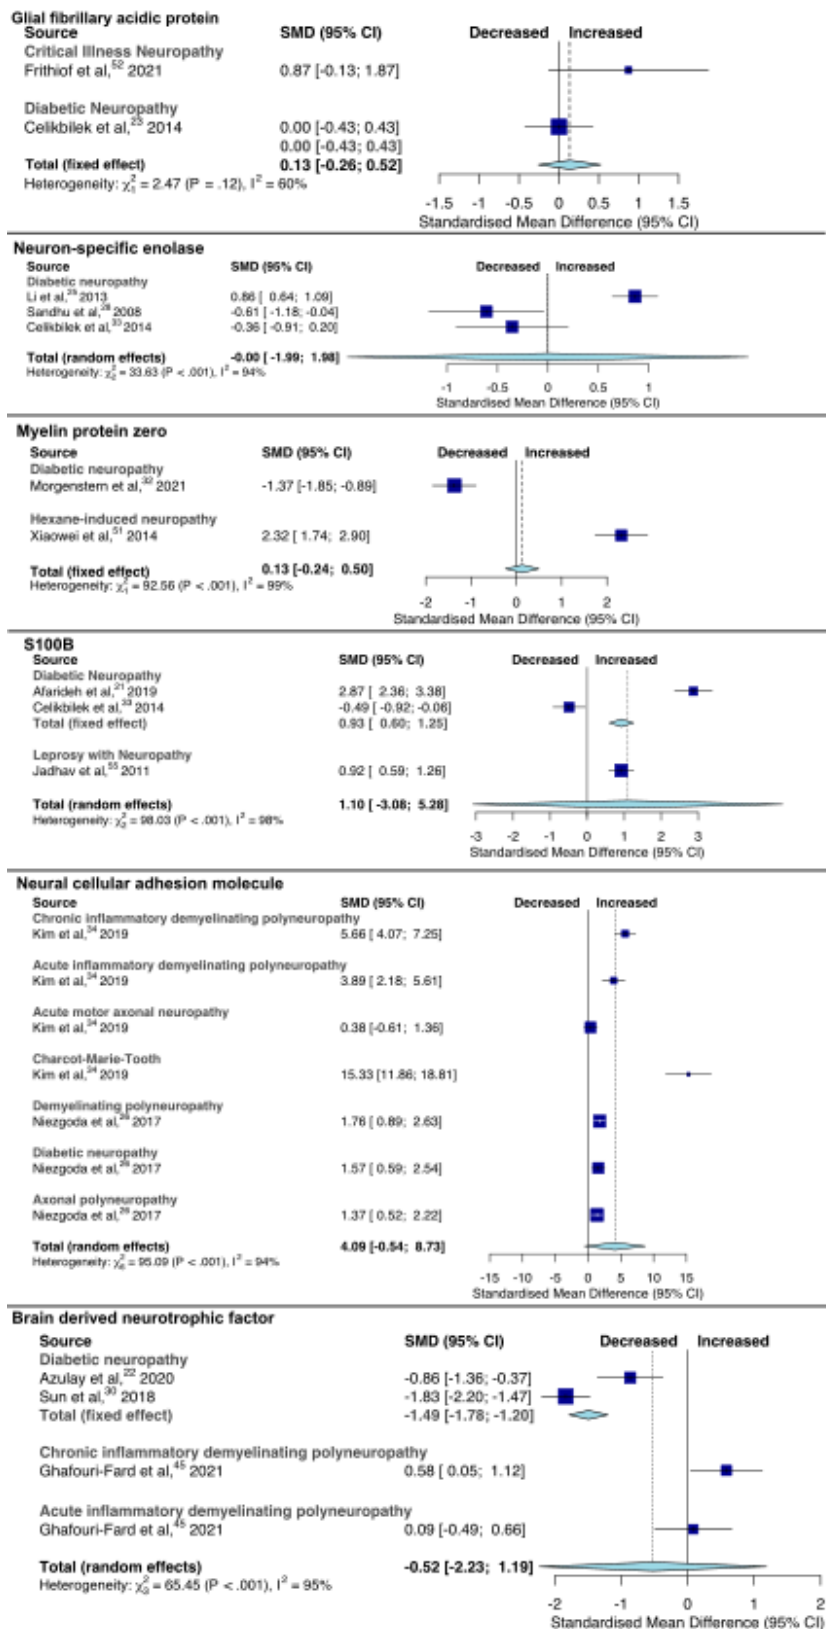 Glial fibrillary acidic protein
Source SMD (95% CI) Decreased Increased
Critical Illness Neuropathy
Frithiof et al,52 2021 0.87 [-0.13; 1.87]
Diabetic Neuropathy
Celikbilek et al,23 2014 0.00 [-0.43; 0.43]
0.00 [-0.43; 0.43]
Total (fixed effect) 0.13 [-0.26; 0.52]
Heterogeneity: χ²₁ = 2.47 (P = .12), I² = 60%
-1.5 -1 -0.5 0 0.5 1 1.5
Standardised Mean Difference (95% CI)
Neuron-specific enolase
Source SMD (95% CI) Decreased Increased
Diabetic neuropathy
Li et al, 2013 0.86 [ 0.64; 1.09]
Sandhu et al, 2008 -0.61 [-1.18; -0.04]
Celikbilek et al, 2014 -0.36 [-0.91; 0.20]
Total (random effects) -0.00 [-1.99; 1.98]
Heterogeneity: χ²₂ = 33.63 (P < .001), I² = 94%
-1 -0.5 0 0.5 1
Standardised Mean Difference (95% CI)
Myelin protein zero
Source SMD (95% CI) Decreased Increased
Diabetic neuropathy
Morgenstern et al,32 2021 -1.37 [-1.85; -0.89]
Hexane-induced neuropathy
Xiaowei et al,51 2014 2.32 [ 1.74; 2.90]
Total (fixed effect) 0.13 [-0.24; 0.50]
Heterogeneity: χ²₁ = 92.56 (P < .001), I² = 99%
-2 -1 0 1 2
Standardised Mean Difference (95% CI)
S100B
Source SMD (95% CI) Decreased Increased
Diabetic Neuropathy
Afarideh et al,21 2019 2.87 [ 2.36; 3.38]
Celikbilek et al, 2014 -0.49 [-0.92; -0.06]
Total (fixed effect) 0.93 [ 0.60; 1.25]
Leprosy with Neuropathy
Jadhav et al,55 2011 0.92 [ 0.59; 1.26]
Total (random effects) 1.10 [-3.08; 5.28]
Heterogeneity: χ²₂ = 98.03 (P < .001), I² = 98%
-3 -2 -1 0 1 2 3
Standardised Mean Difference (95% CI)
Neural cellular adhesion molecule
Source SMD (95% CI) Decreased Increased
Chronic inflammatory demyelinating polyneuropathy
Kim et al,34 2019 5.66 [ 4.07; 7.25]
Acute inflammatory demyelinating polyneuropathy
Kim et al,34 2019 3.89 [ 2.18; 5.61]
Acute motor axonal neuropathy
Kim et al,34 2019 0.38 [-0.61; 1.36]
Charcot-Marie-Tooth
Kim et al,34 2019 15.33 [11.86; 18.81]
Demyelinating polyneuropathy
Niezgoda et al, 2017 1.76 [ 0.89; 2.63]
Diabetic neuropathy
Niezgoda et al, 2017 1.57 [ 0.59; 2.54]
Axonal polyneuropathy
Niezgoda et al, 2017 1.37 [ 0.52; 2.22]
Total (random effects) 4.09 [-0.54; 8.73]
Heterogeneity: χ²₆ = 95.09 (P < .001), I² = 94%
-15 -10 -5 0 5 10 15
Standardised Mean Difference (95% CI)
Brain derived neurotrophic factor
Source SMD (95% CI) Decreased Increased
Diabetic neuropathy
Azulay et al,22 2020 -0.86 [-1.36; -0.37]
Sun et al,30 2018 -1.83 [-2.20; -1.47]
Total (fixed effect) -1.49 [-1.78; -1.20]
Chronic inflammatory demyelinating polyneuropathy
Ghafouri-Fard et al,45 2021 0.58 [ 0.05; 1.12]
Acute inflammatory demyelinating polyneuropathy
Ghafouri-Fard et al,45 2021 0.09 [-0.49; 0.66]
Total (random effects) -0.52 [-2.23; 1.19]
Heterogeneity: χ²₃ = 65.45 (P < .001), I² = 95%
-2 -1 0 1 2
Standardised Mean Difference (95% CI)